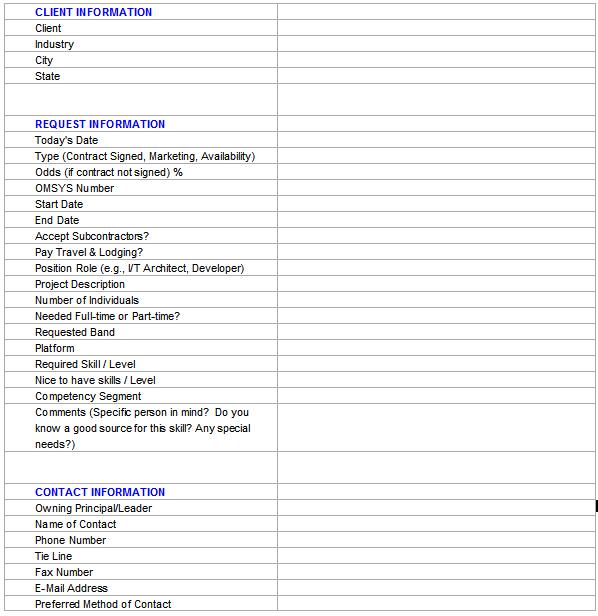 CLIENT INFORMATION
Client
Industry
City
State
REQUEST INFORMATION
Today's Date
Type (Contract Signed, Marketing, Availability)
Odds (if contract not signed) %
OMSYS Number
Start Date
End Date
Accept Subcontractors?
Pay Travel & Lodging?
Position Role (e.g., I/T Architect, Developer)
Project Description
Number of Individuals
Needed Full-time or Part-time?
Requested Band
Platform
Required Skill / Level
Nice to have skills / Level
Competency Segment
Comments (Specific person in mind? Do you
know a good source for this skill? Any special
needs?)
CONTACT INFORMATION
Owning Principal/Leader
Name of Contact
Phone Number
Tie Line
Fax Number
E-Mail Address
Preferred Method of Contact